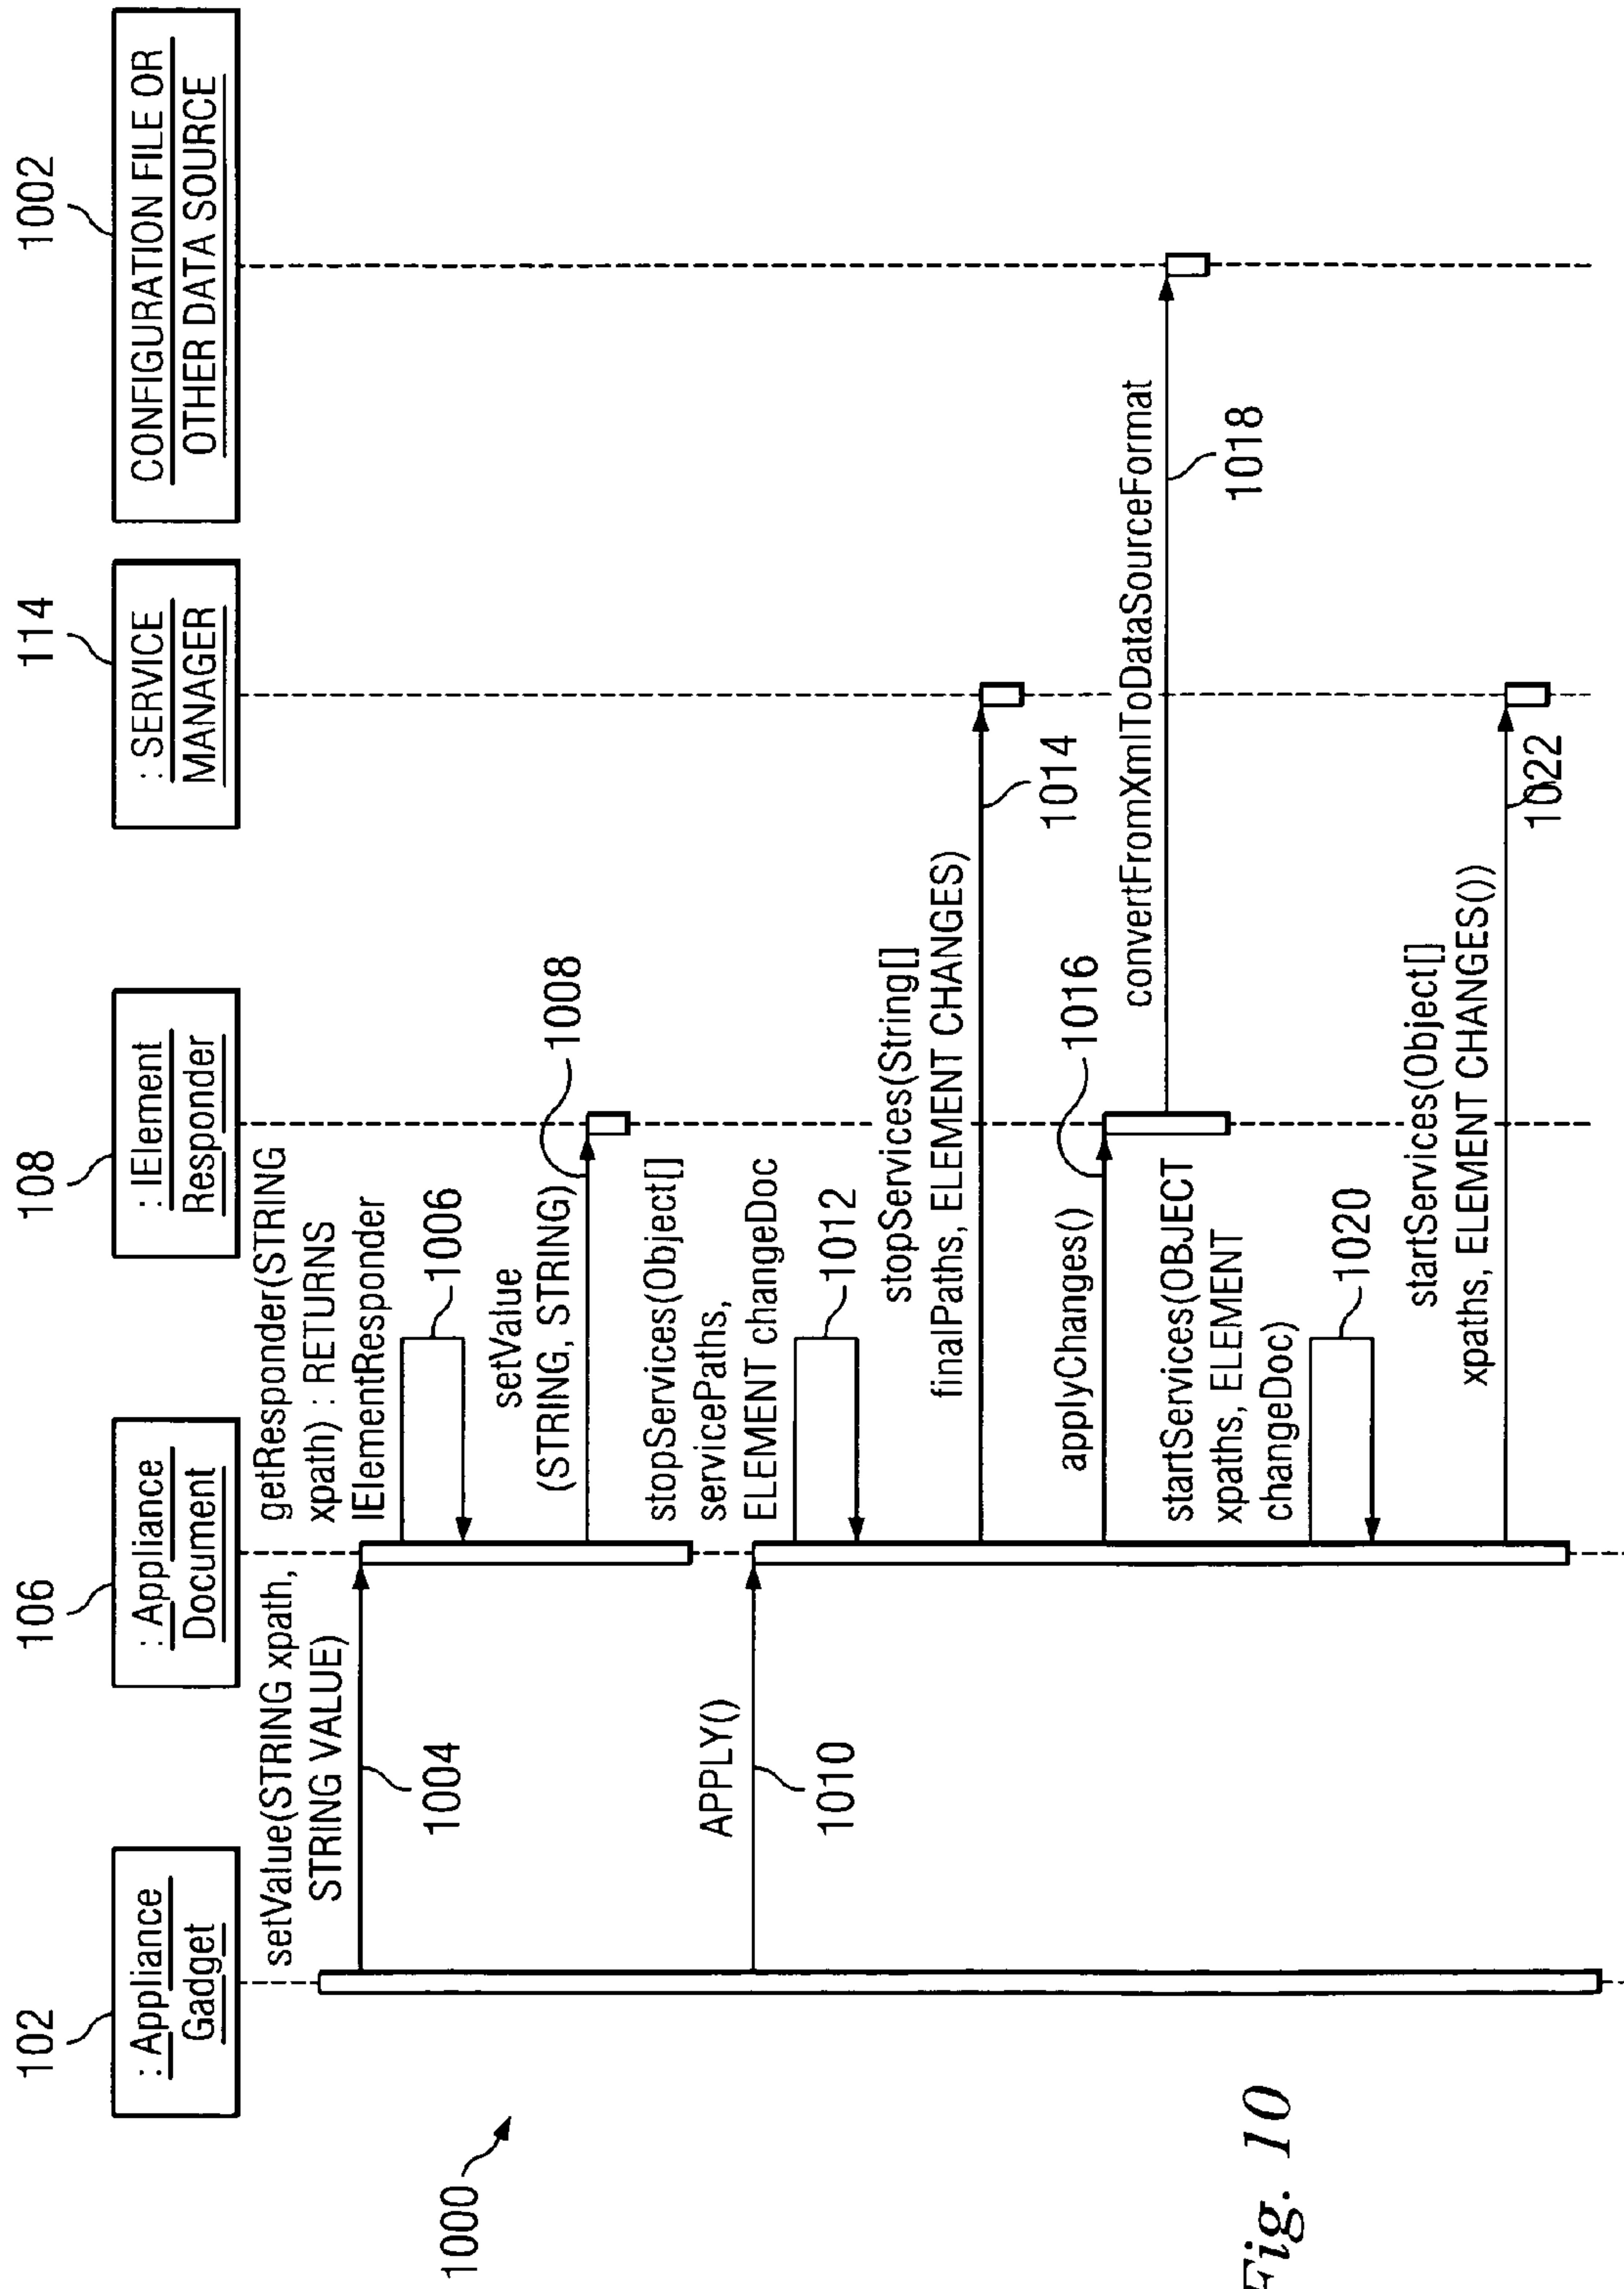 102
106
108
114
1002
: Appliance
Gadget
: Appliance
Document
: IElement
Responder
: SERVICE
MANAGER
CONFIGURATION FILE OR
OTHER DATA SOURCE
1000
setValue(STRING xpath,
STRING VALUE)
1004
getResponder(STRING
xpath) : RETURNS
IElementResponder
1006
setValue
(STRING, STRING)
1008
APPLY()
1010
stopServices(Object[]
servicePaths,
ELEMENT changeDoc
1012
stopServices(String[]
finalPaths, ELEMENT CHANGES)
1014
applyChanges()
1016
convertFromXmlToDataSourceFormat
1018
startServices(OBJECT
xpaths, ELEMENT
changeDoc)
1020
startServices(Object[]
xpaths, ELEMENT CHANGES())
1022
Fig. 10